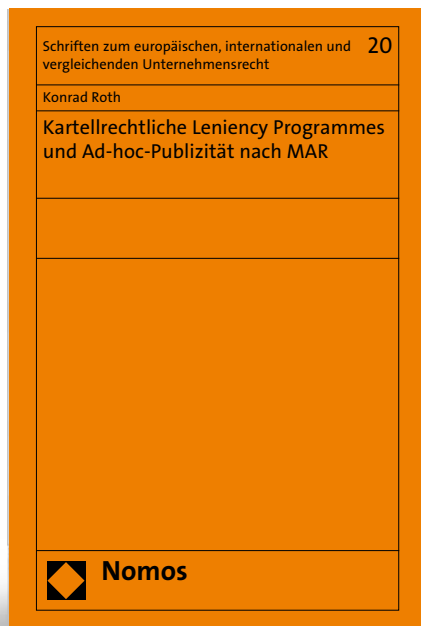 Schriften zum europäischen, internationalen und 20
vergleichenden Unternehmensrecht
Konrad Roth
Kartellrechtliche Leniency Programmes
und Ad-hoc-Publizität nach MAR
Nomos